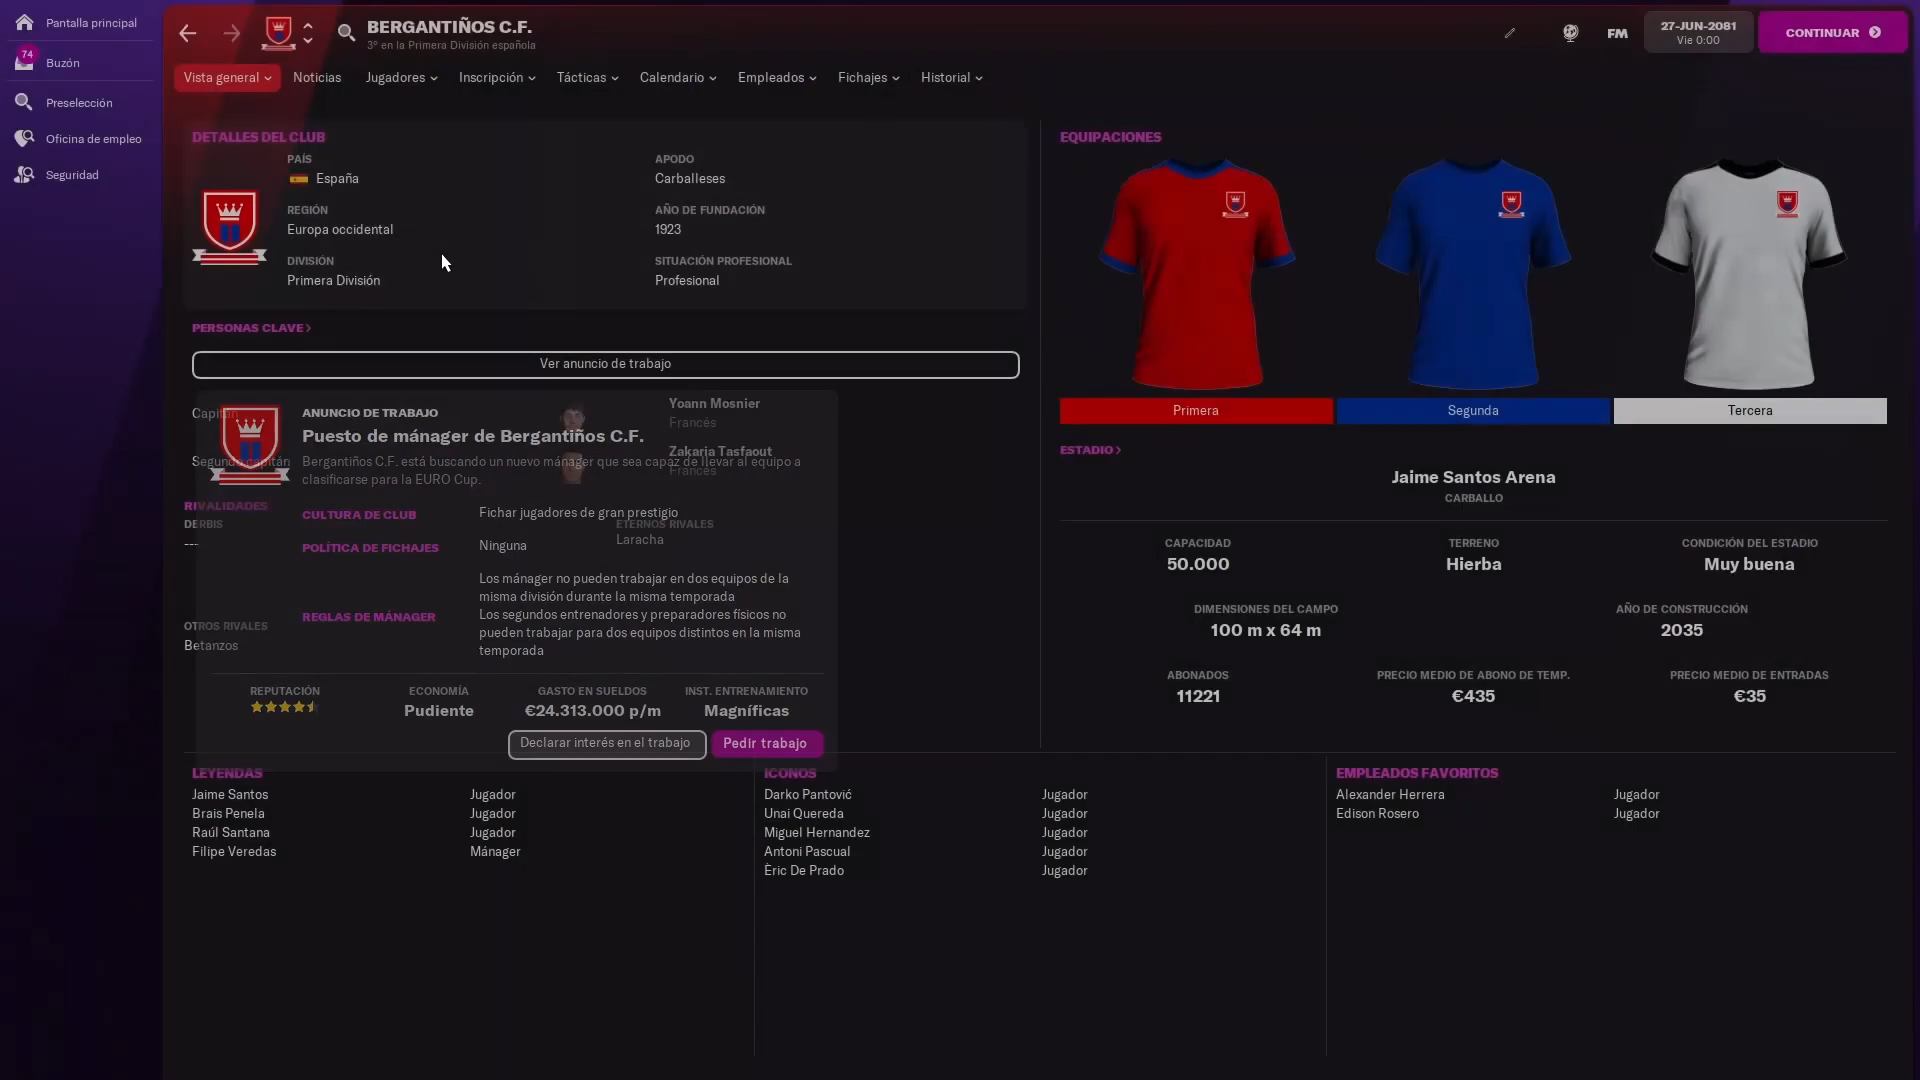 Pantalla principal
74
Buzón
Preselección
Oficina de empleo
Seguridad
BERGANTIÑOS C.F.
3º en la Primera División española
FM
27-JUN-2081
Vie 0:00
CONTINUAR
Vista general
Noticias
Jugadores
Inscripción
Tácticas
Calendario
Empleados
Fichajes
Historial
DETALLES DEL CLUB
PAÍS
España
APODO
Carballeses
REGIÓN
Europa occidental
AÑO DE FUNDACIÓN
1923
DIVISIÓN
Primera División
SITUACIÓN PROFESIONAL
Profesional
PERSONAS CLAVE
Ver anuncio de trabajo
Capitán
Yoann Mosnier
Francés
Segundo capitán
Zakaria Tasfaout
Francés
ANUNCIO DE TRABAJO
Puesto de mánager de Bergantiños C.F.
Bergantiños C.F. está buscando un nuevo mánager que sea capaz de llevar al equipo a
clasificarse para la EURO Cup.
RIVALIDADES
DERBIS
---
ETERNOS RIVALES
Laracha
OTROS RIVALES
Betanzos
CULTURA DE CLUB
Fichar jugadores de gran prestigio
POLÍTICA DE FICHAJES
Ninguna
REGLAS DE MÁNAGER
Los mánager no pueden trabajar en dos equipos de la
misma división durante la misma temporada
Los segundos entrenadores y preparadores físicos no
pueden trabajar para dos equipos distintos en la misma
temporada
REPUTACIÓN
ECONOMÍA
Pudiente
GASTO EN SUELDOS
€24.313.000 p/m
INST. ENTRENAMIENTO
Magníficas
Declarar interés en el trabajo
Pedir trabajo
EQUIPACIONES
Primera
Segunda
Tercera
ESTADIO
Jaime Santos Arena
CARBALLO
CAPACIDAD
50.000
TERRENO
Hierba
CONDICIÓN DEL ESTADIO
Muy buena
DIMENSIONES DEL CAMPO
100 m x 64 m
AÑO DE CONSTRUCCIÓN
2035
ABONADOS
11221
PRECIO MEDIO DE ABONO DE TEMP.
€435
PRECIO MEDIO DE ENTRADAS
€35
LEYENDAS
Jaime Santos Jugador
Brais Penela Jugador
Raúl Santana Jugador
Filipe Veredas Mánager
ICONOS
Darko Pantović Jugador
Unai Quereda Jugador
Miguel Hernandez Jugador
Antoni Pascual Jugador
Èric De Prado Jugador
EMPLEADOS FAVORITOS
Alexander Herrera Jugador
Edison Rosero Jugador